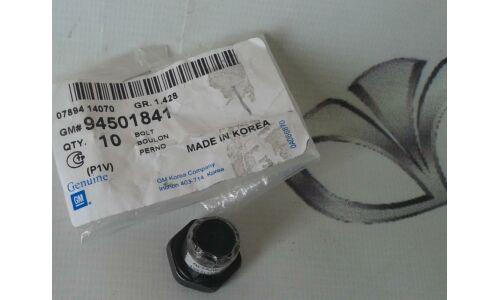 07894 14070 GR. 1.428
GM# 94501841
QTY. 10 BOLT
BOULON
PERNO
MADE IN KOREA
(P1V)
Genuine
GM
GM Korea Company
Incheon 403-714 Korea